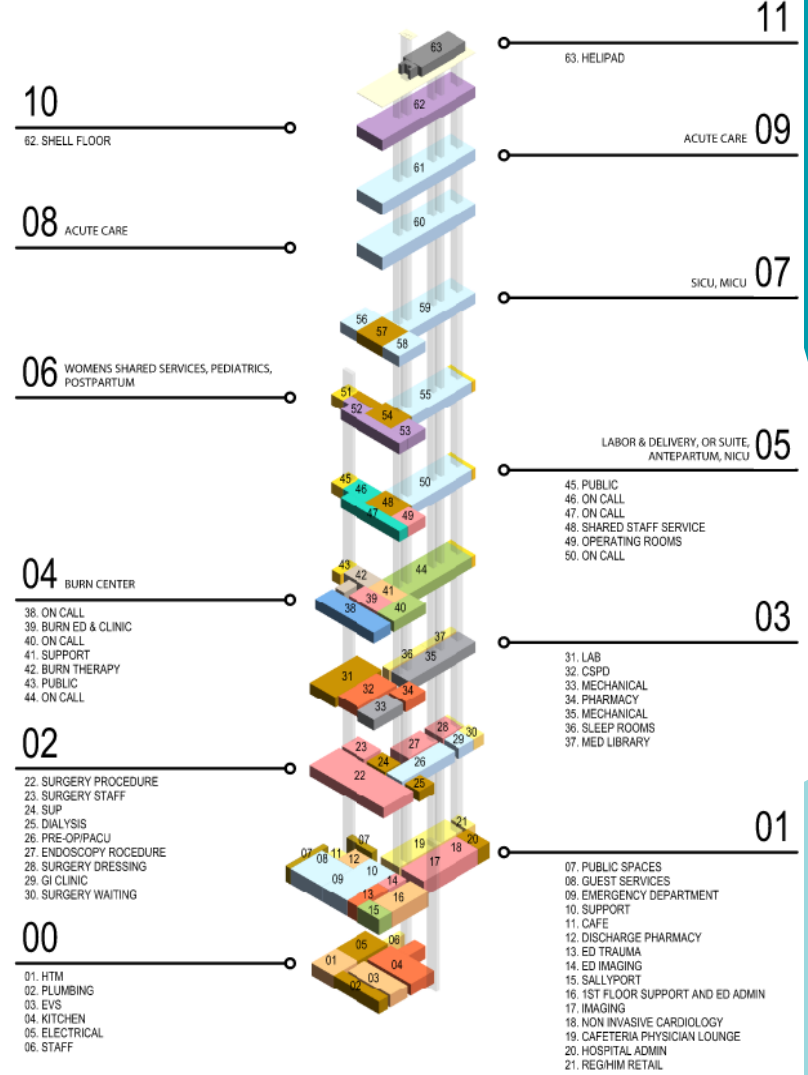 11
63. HELIPAD
10
62. SHELL FLOOR
ACUTE CARE 09
08 ACUTE CARE
SICU, MICU 07
06 WOMENS SHARED SERVICES, PEDIATRICS,
POSTPARTUM
LABOR & DELIVERY, OR SUITE,
ANTEPARTUM, NICU 05
45. PUBLIC
46. ON CALL
47. ON CALL
48. SHARED STAFF SERVICE
49. OPERATING ROOMS
50. ON CALL
04 BURN CENTER
38. ON CALL
39. BURN ED & CLINIC
40. ON CALL
41. SUPPORT
42. BURN THERAPY
43. PUBLIC
44. ON CALL
03
31. LAB
32. CSPD
33. MECHANICAL
34. PHARMACY
35. MECHANICAL
36. SLEEP ROOMS
37. MED LIBRARY
02
22. SURGERY PROCEDURE
23. SURGERY STAFF
24. SUP
25. DIALYSIS
26. PRE-OP/PACU
27. ENDOSCOPY ROCEDURE
28. SURGERY DRESSING
29. GI CLINIC
30. SURGERY WAITING
01
07. PUBLIC SPACES
08. GUEST SERVICES
09. EMERGENCY DEPARTMENT
10. SUPPORT
11. CAFE
12. DISCHARGE PHARMACY
13. ED TRAUMA
14. ED IMAGING
15. SALLYPORT
16. 1ST FLOOR SUPPORT AND ED ADMIN
17. IMAGING
18. NON INVASIVE CARDIOLOGY
19. CAFETERIA PHYSICIAN LOUNGE
20. HOSPITAL ADMIN
21. REG/HIM RETAIL
00
01. HTM
02. PLUMBING
03. EVS
04. KITCHEN
05. ELECTRICAL
06. STAFF
63
62
61
60
59
56
57
58
55
51
52
54
53
50
45
46
48
47
49
44
43
42
41
39
38
40
37
36
35
31
32
34
33
30
28
29
27
23
24
26
22
25
21
20
19
18
17
07
07
08
11
12
10
09
14
13
16
15
06
05
01
04
03
02